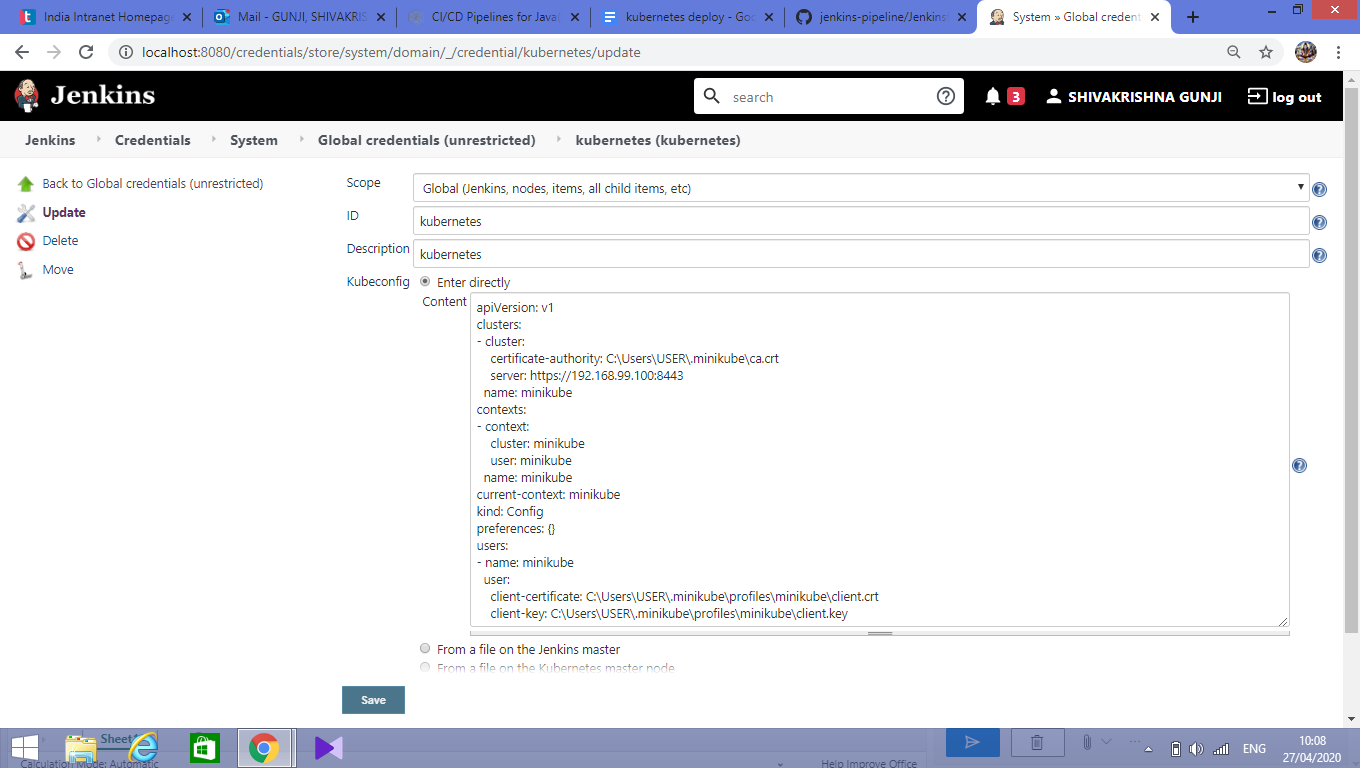 India Intranet Homepag
Mail - GUNJI, SHIVAKRIS
CI/CD Pipelines for Java(
kubernetes deploy - Goo
jenkins-pipeline/Jenkins
System » Global credent
localhost:8080/credentials/store/system/domain/_/credential/kubernetes/update
Jenkins
search
3
SHIVAKRISHNA GUNJI
log out
Jenkins
Credentials
System
Global credentials (unrestricted)
kubernetes (kubernetes)
Back to Global credentials (unrestricted)
Update
Delete
Move
Scope
Global (Jenkins, nodes, items, all child items, etc)
ID
kubernetes
Description
kubernetes
Kubeconfig
Enter directly
Content
apiVersion: v1
clusters:
- cluster:
certificate-authority: C:\Users\USER\.minikube\ca.crt
server: https://192.168.99.100:8443
name: minikube
contexts:
- context:
cluster: minikube
user: minikube
name: minikube
current-context: minikube
kind: Config
preferences: {}
users:
- name: minikube
user:
client-certificate: C:\Users\USER\.minikube\profiles\minikube\client.crt
client-key: C:\Users\USER\.minikube\profiles\minikube\client.key
From a file on the Jenkins master
From a file on the Kubernetes master node
Save
Sheet
Calculation Mode: Automatic
Help Improve Office
ENG
10:08
27/04/2020